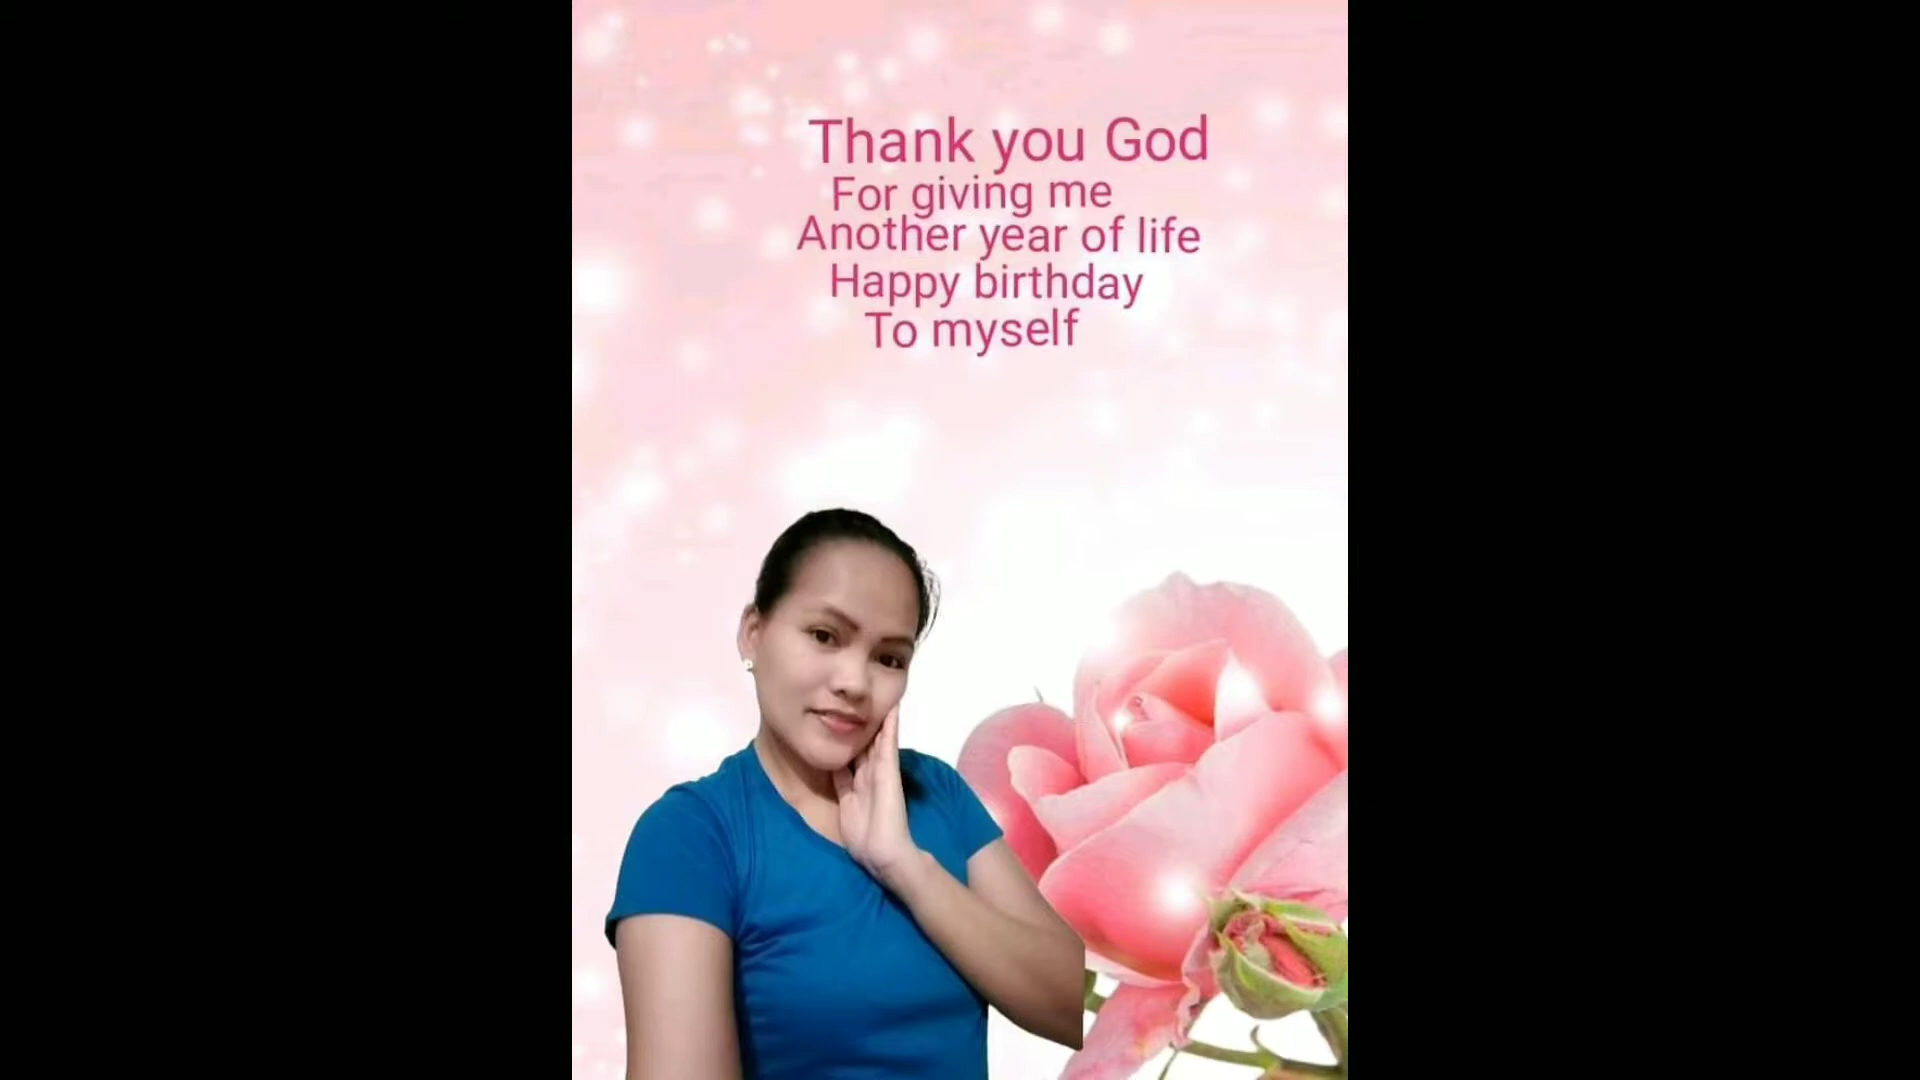 Thank you God
For giving me
Another year of life
Happy birthday
To myself